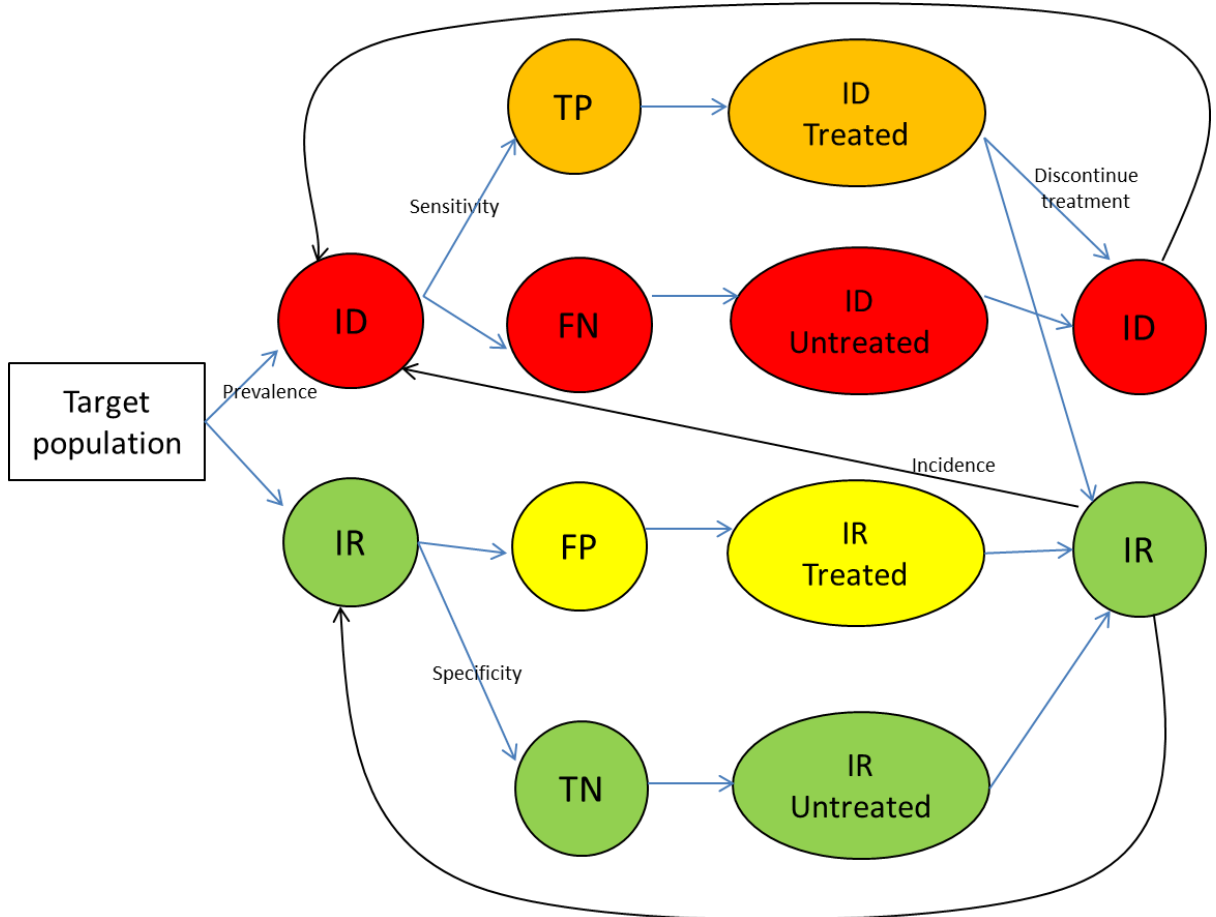 TP
ID
Treated
Discontinue
treatment
Sensitivity
ID
FN
ID
Untreated
ID
Prevalence
Target
population
Incidence
IR
FP
IR
Treated
IR
Specificity
TN
IR
Untreated